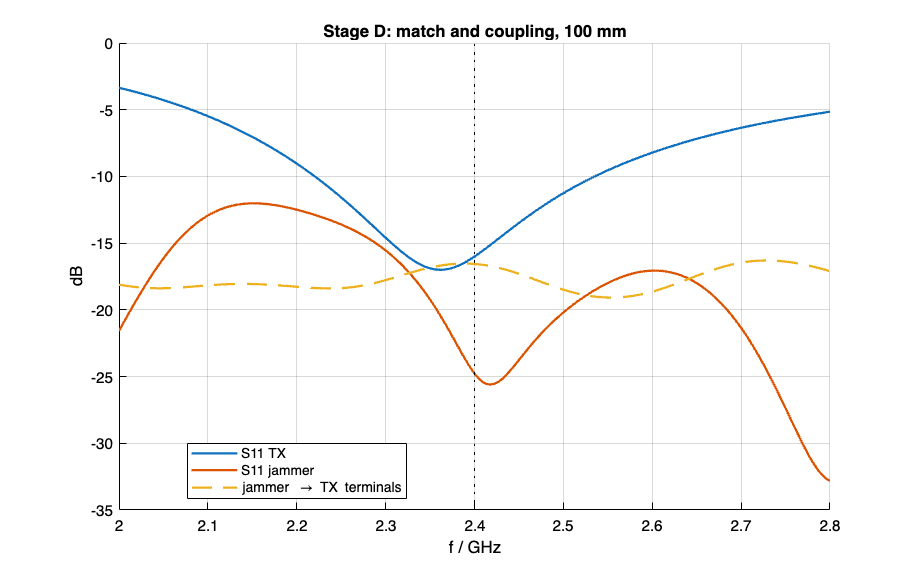 Stage D: match and coupling, 100 mm
0
-5
-10
-15
-20
-25
-30
-35
dB
S11 TX
S11 jammer
jammer → TX terminals
2 2.1 2.2 2.3 2.4 2.5 2.6 2.7 2.8
f / GHz